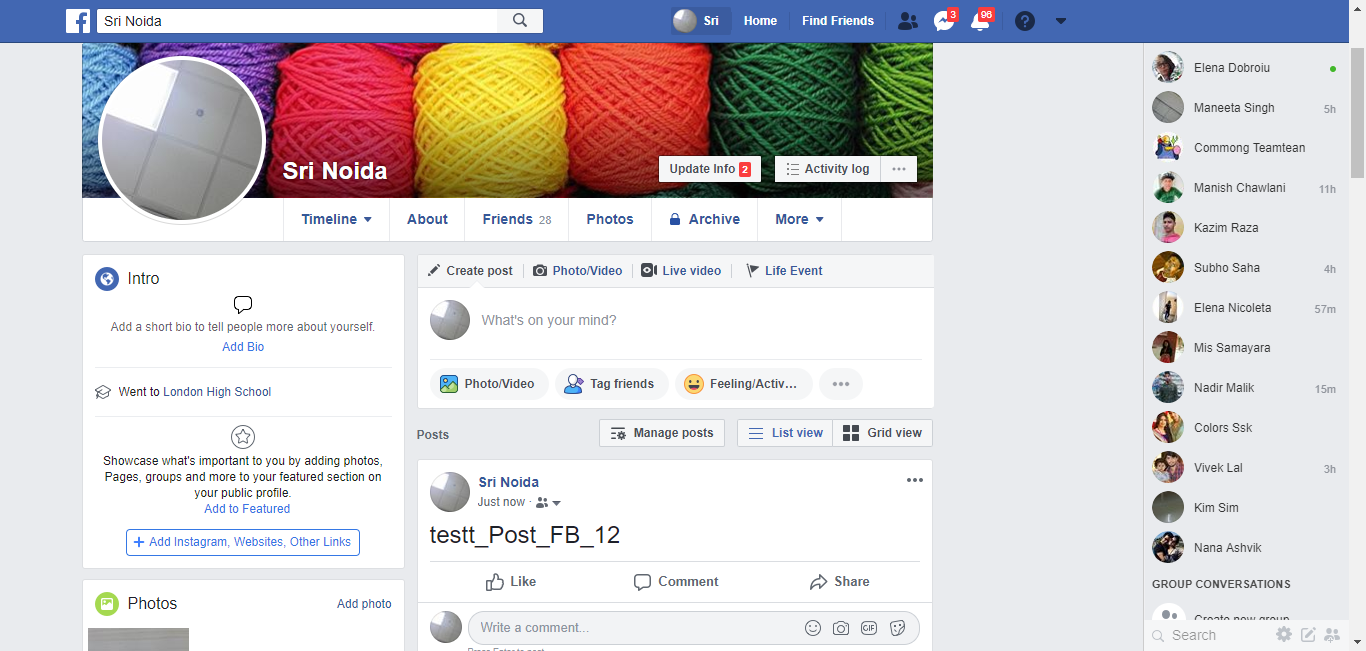 Sri Noida
Sri
Home
Find Friends
3
96
Sri Noida
Update Info 2
Activity log
Timeline
About
Friends 28
Photos
Archive
More
Intro
Add a short bio to tell people more about yourself.
Add Bio
Went to London High School
Showcase what's important to you by adding photos,
Pages, groups and more to your featured section on
your public profile.
Add to Featured
+ Add Instagram, Websites, Other Links
Photos
Add photo
Create post
Photo/Video
Live video
Life Event
What's on your mind?
Photo/Video
Tag friends
Feeling/Activ...
Posts
Manage posts
List view
Grid view
Sri Noida
Just now ·
testt_Post_FB_12
Like
Comment
Share
Write a comment...
GIF
Press Enter to post.
Elena Dobroiu
Maneeta Singh 5h
Commong Teamtean
Manish Chawlani 11h
Kazim Raza
Subho Saha 4h
Elena Nicoleta 57m
Mis Samayara
Nadir Malik 15m
Colors Ssk
Vivek Lal 3h
Kim Sim
Nana Ashvik
GROUP CONVERSATIONS
Create new group
Search